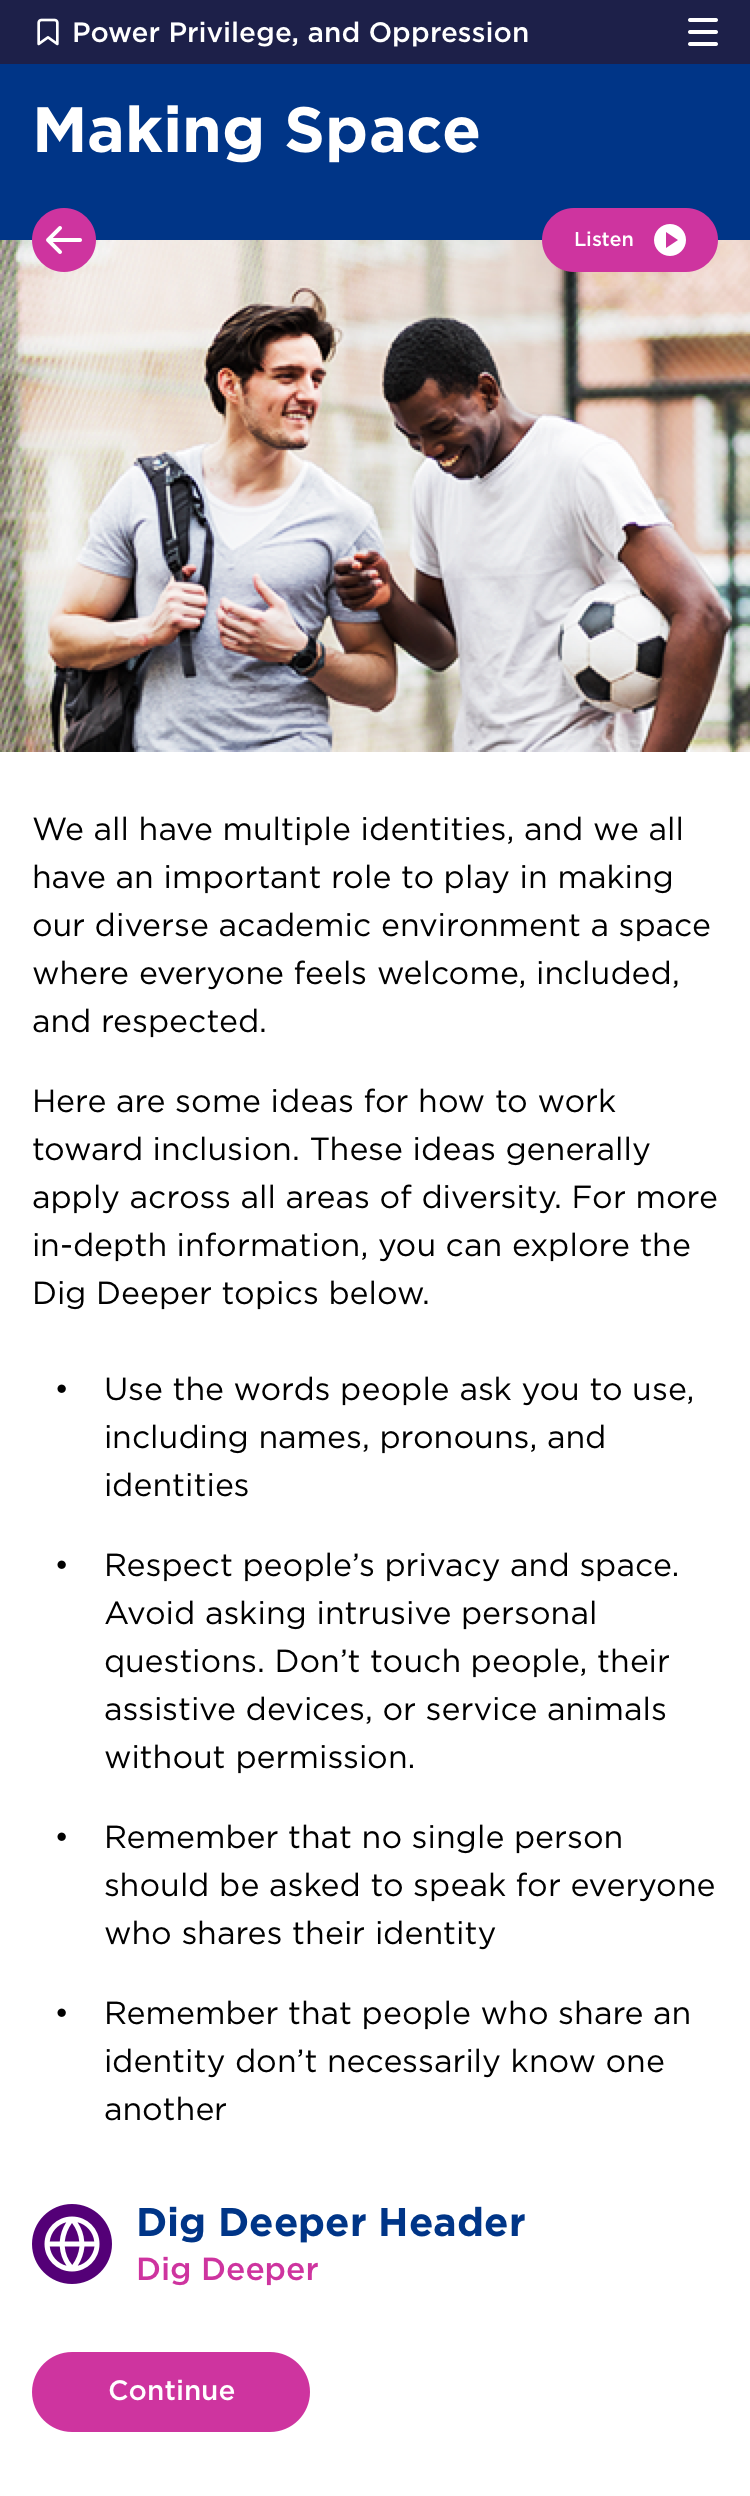 Power Privilege, and Oppression
Making Space
Listen
We all have multiple identities, and we all
have an important role to play in making
our diverse academic environment a space
where everyone feels welcome, included,
and respected.
Here are some ideas for how to work
toward inclusion. These ideas generally
apply across all areas of diversity. For more
in-depth information, you can explore the
Dig Deeper topics below.
• Use the words people ask you to use,
including names, pronouns, and
identities
• Respect people’s privacy and space.
Avoid asking intrusive personal
questions. Don’t touch people, their
assistive devices, or service animals
without permission.
• Remember that no single person
should be asked to speak for everyone
who shares their identity
• Remember that people who share an
identity don’t necessarily know one
another
Dig Deeper Header
Dig Deeper
Continue